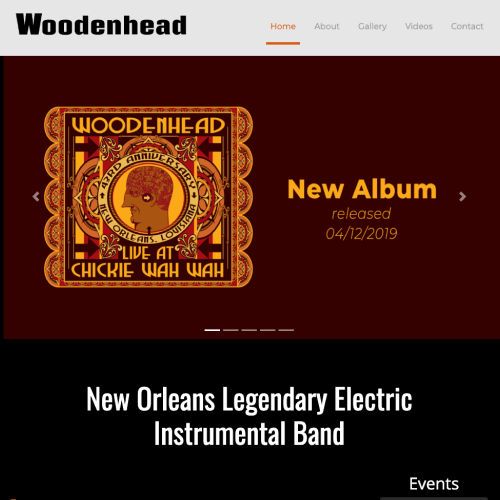 Woodenhead
Home About Gallery Videos Contact
WOODENHEAD
43RD ANNIVERSARY
NEW ORLEANS, LOUISIANA
LIVE AT
CHICKIE WAH WAH
New Album
released
04/12/2019
New Orleans Legendary Electric
Instrumental Band
Events